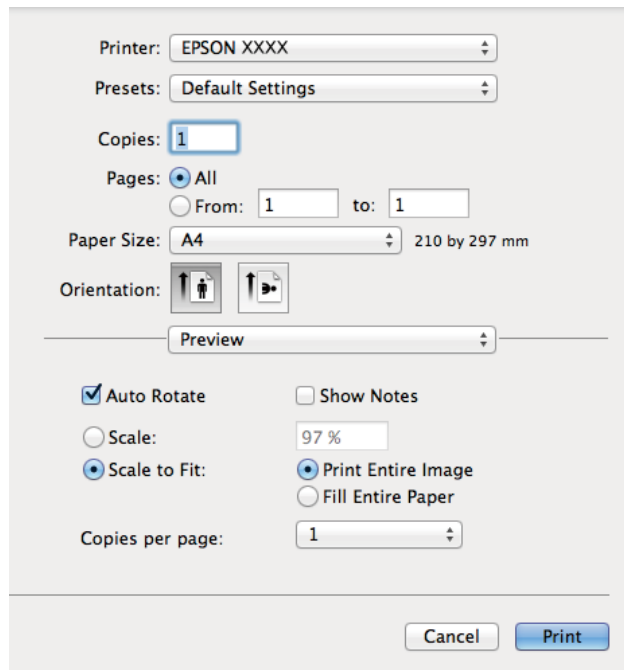 Printer: EPSON XXXX
Presets: Default Settings
Copies: 1
Pages: All
From: 1 to: 1
Paper Size: A4 210 by 297 mm
Orientation:
Preview
Auto Rotate Show Notes
Scale: 97 %
Scale to Fit: Print Entire Image
Fill Entire Paper
Copies per page: 1
Cancel Print